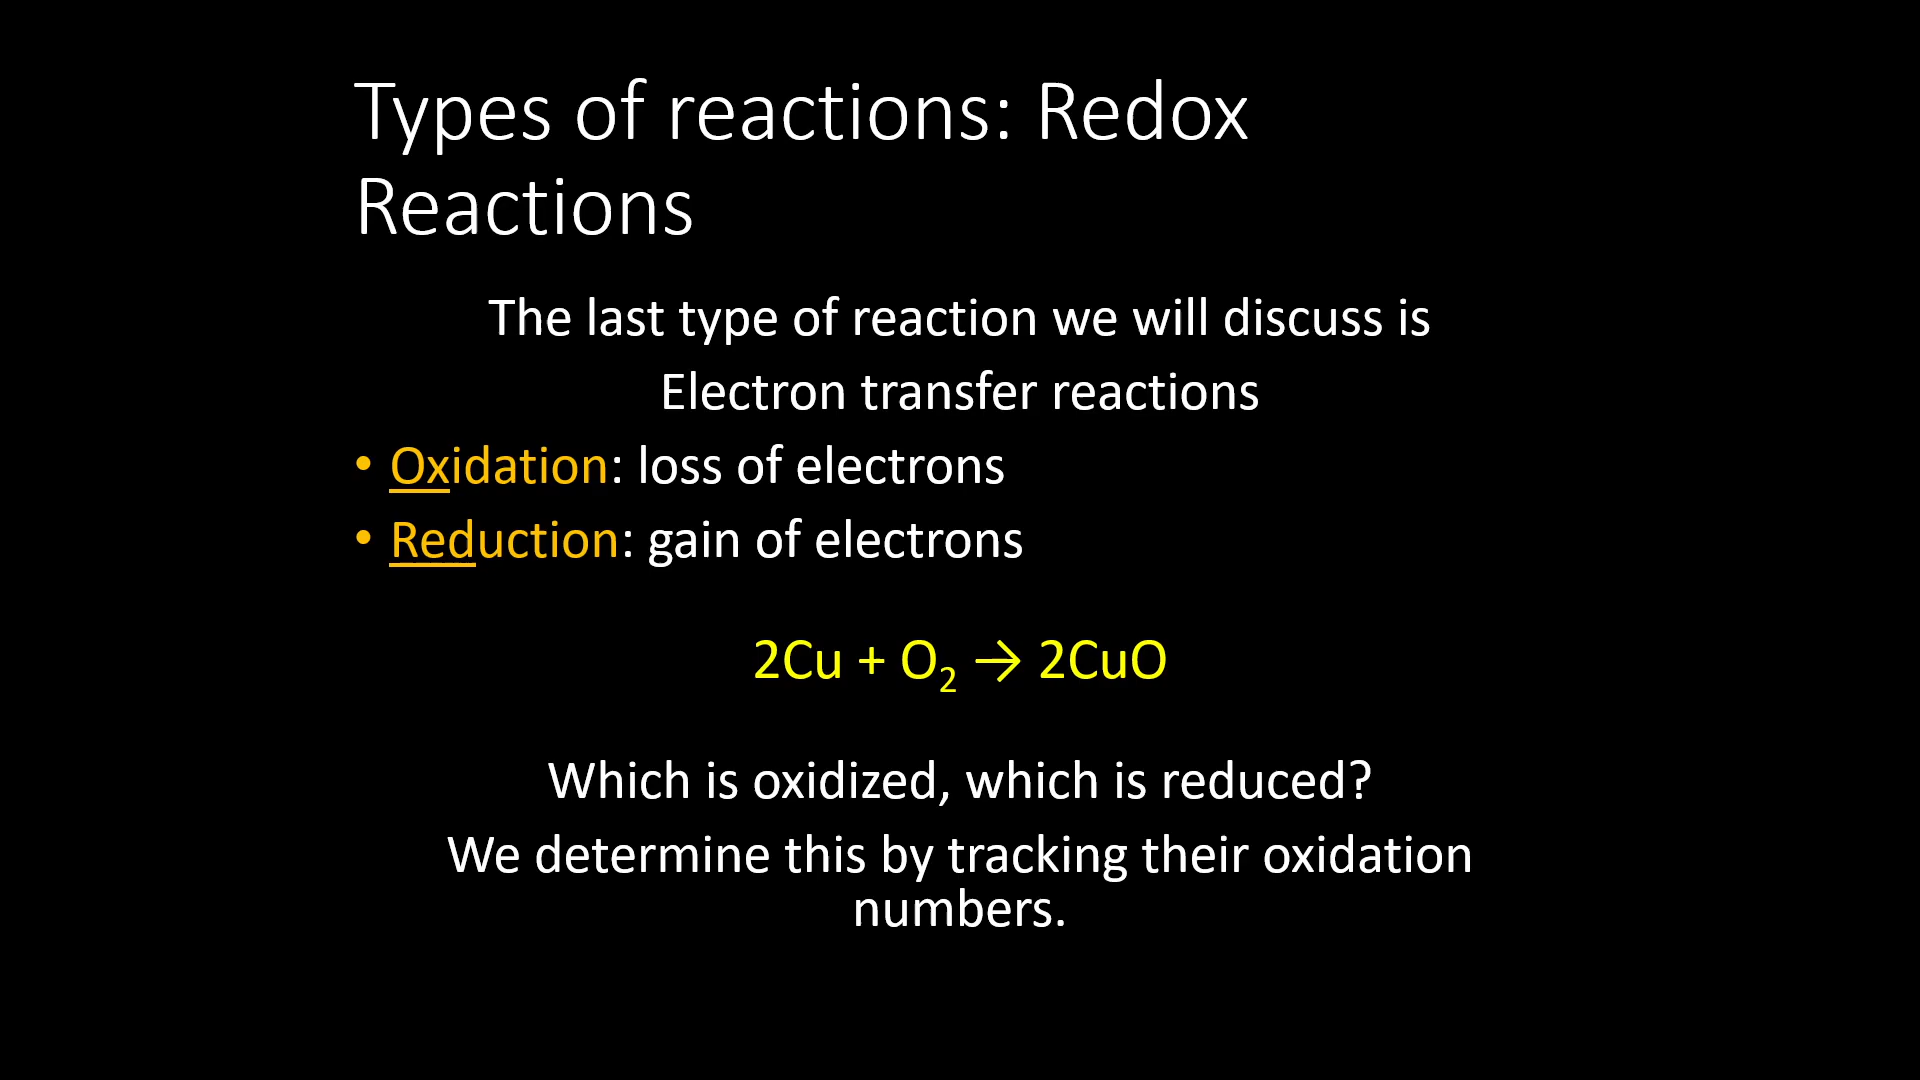 Types of reactions: Redox
Reactions
The last type of reaction we will discuss is
Electron transfer reactions
• Oxidation: loss of electrons
• Reduction: gain of electrons
2Cu + O₂ → 2CuO
Which is oxidized, which is reduced?
We determine this by tracking their oxidation
numbers.